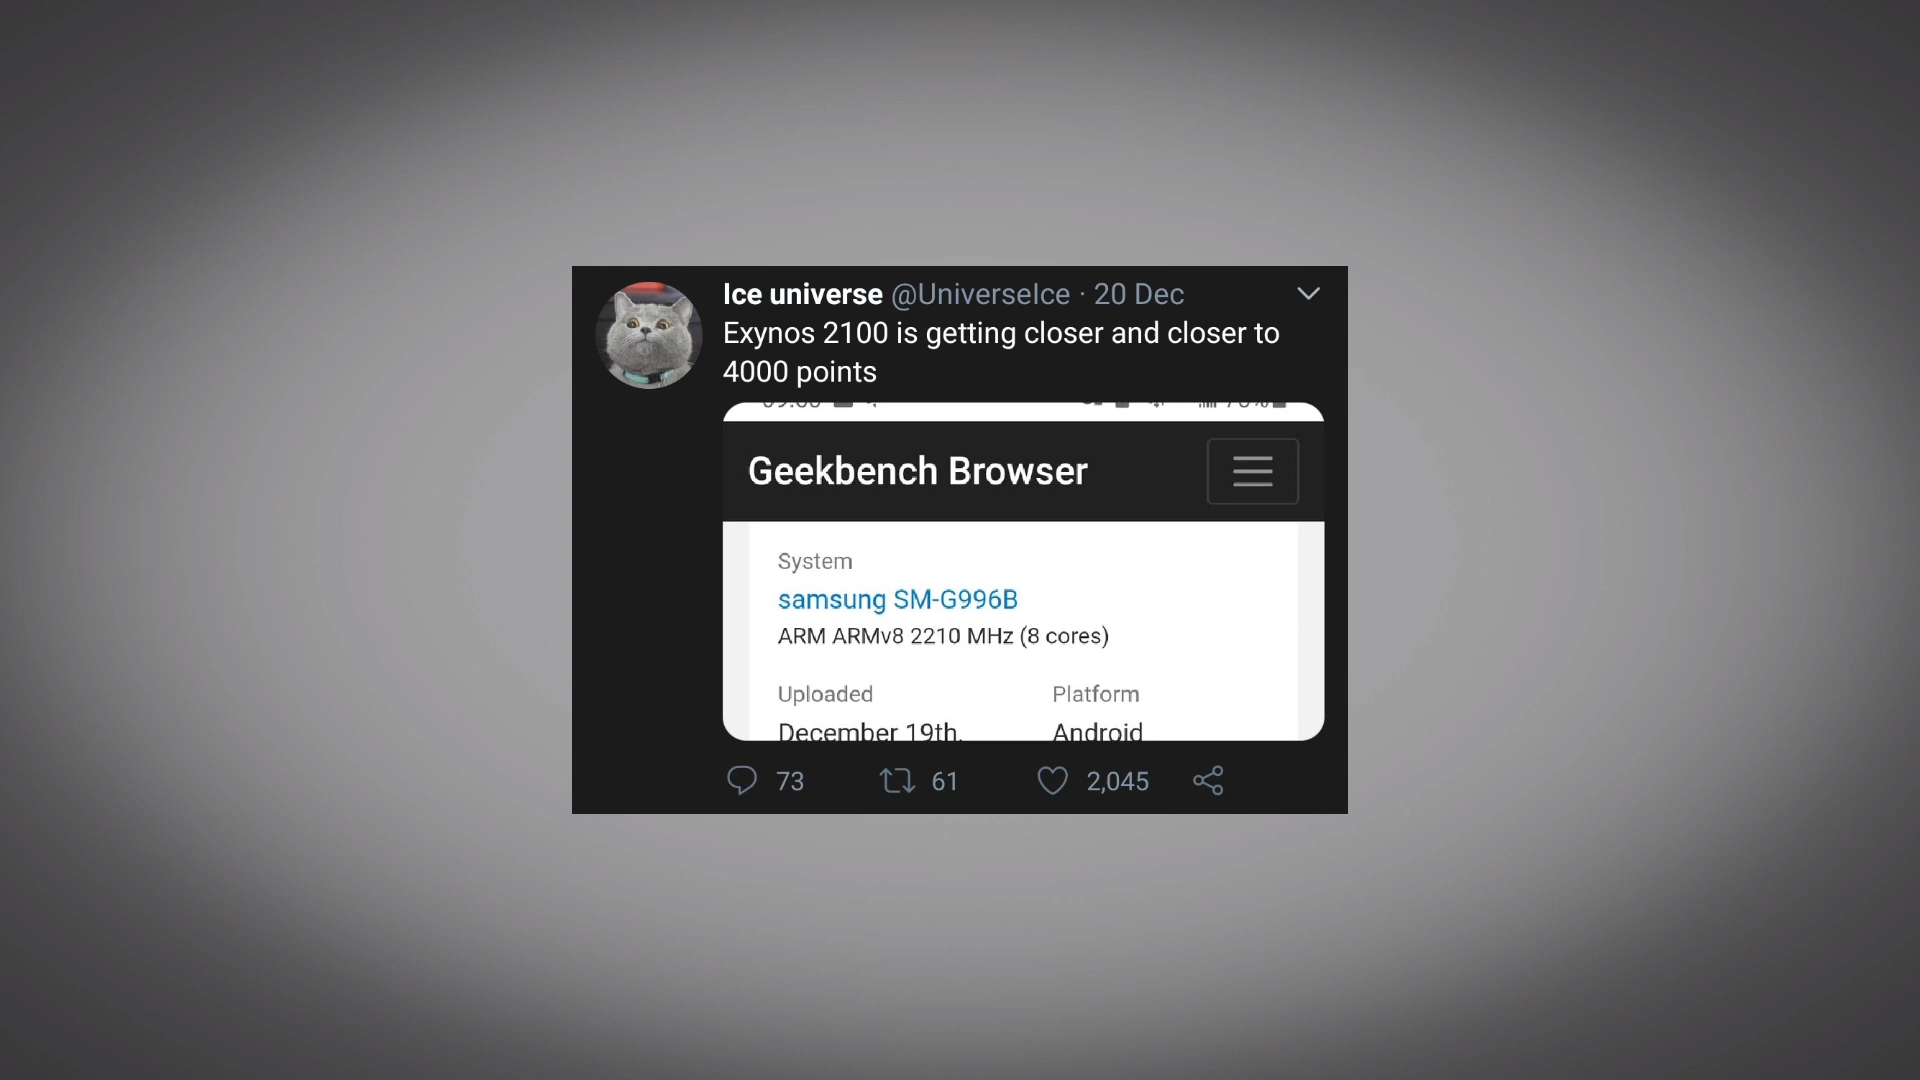 Ice universe @UniverseIce · 20 Dec
Exynos 2100 is getting closer and closer to
4000 points
Geekbench Browser
System
samsung SM-G996B
ARM ARMv8 2210 MHz (8 cores)
Uploaded Platform
December 19th, Android
73 61 2,045